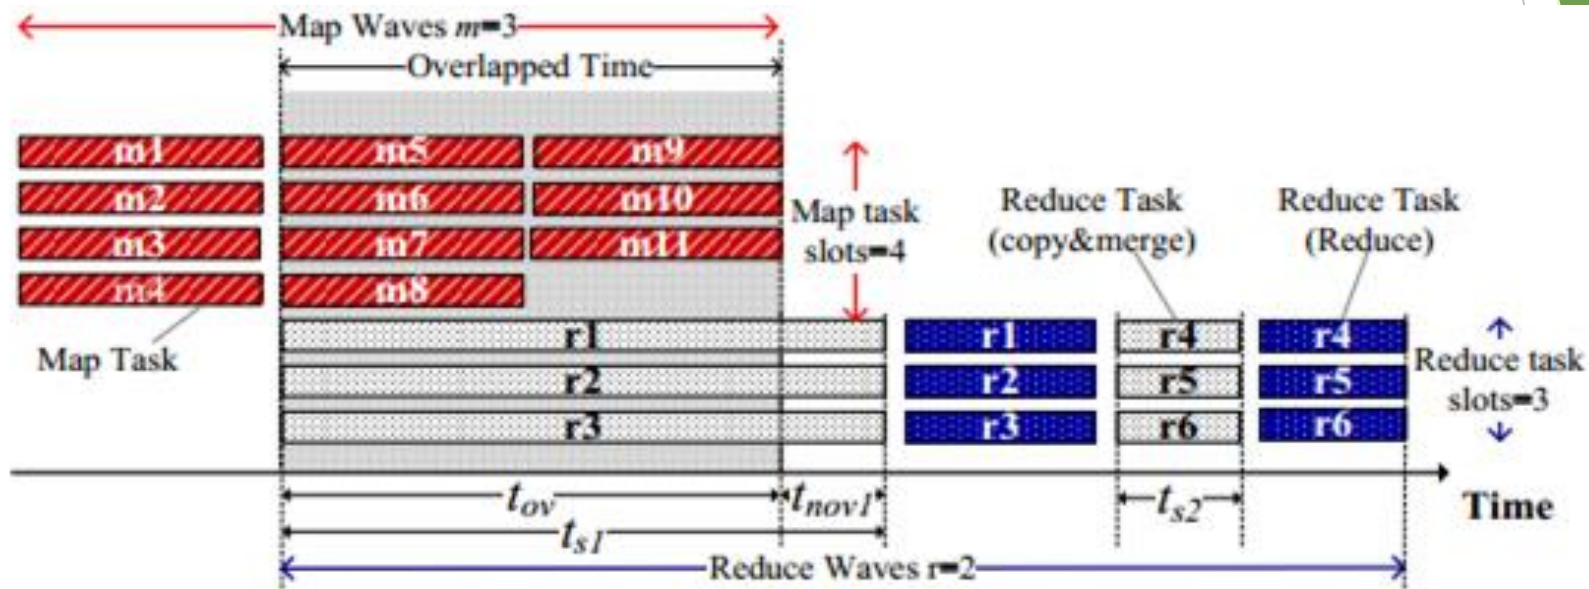 Map Waves m=3
Overlapped Time
m1
m5
m9
m2
m6
m10
m3
m7
m11
m4
m8
Map task
slots=4
Reduce Task
(copy&merge)
Reduce Task
(Reduce)
Map Task
r1
r1
r4
r4
r2
r2
r5
r5
r3
r3
r6
r6
Reduce task
slots=3
tov
tnov1
ts2
Time
ts1
Reduce Waves r=2